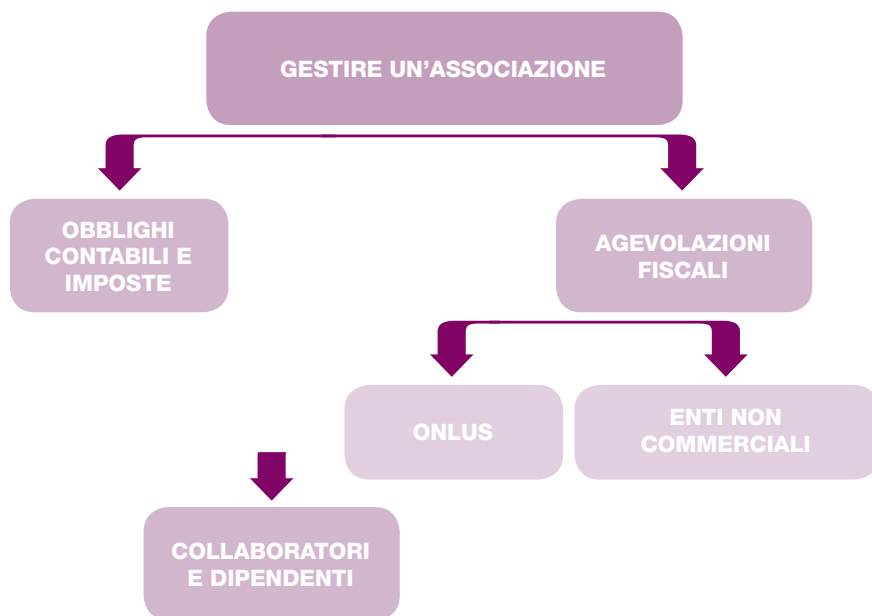 GESTIRE UN’ASSOCIAZIONE
OBBLIGHI
CONTABILI E
IMPOSTE
AGEVOLAZIONI
FISCALI
ONLUS
ENTI NON
COMMERCIALI
COLLABORATORI
E DIPENDENTI